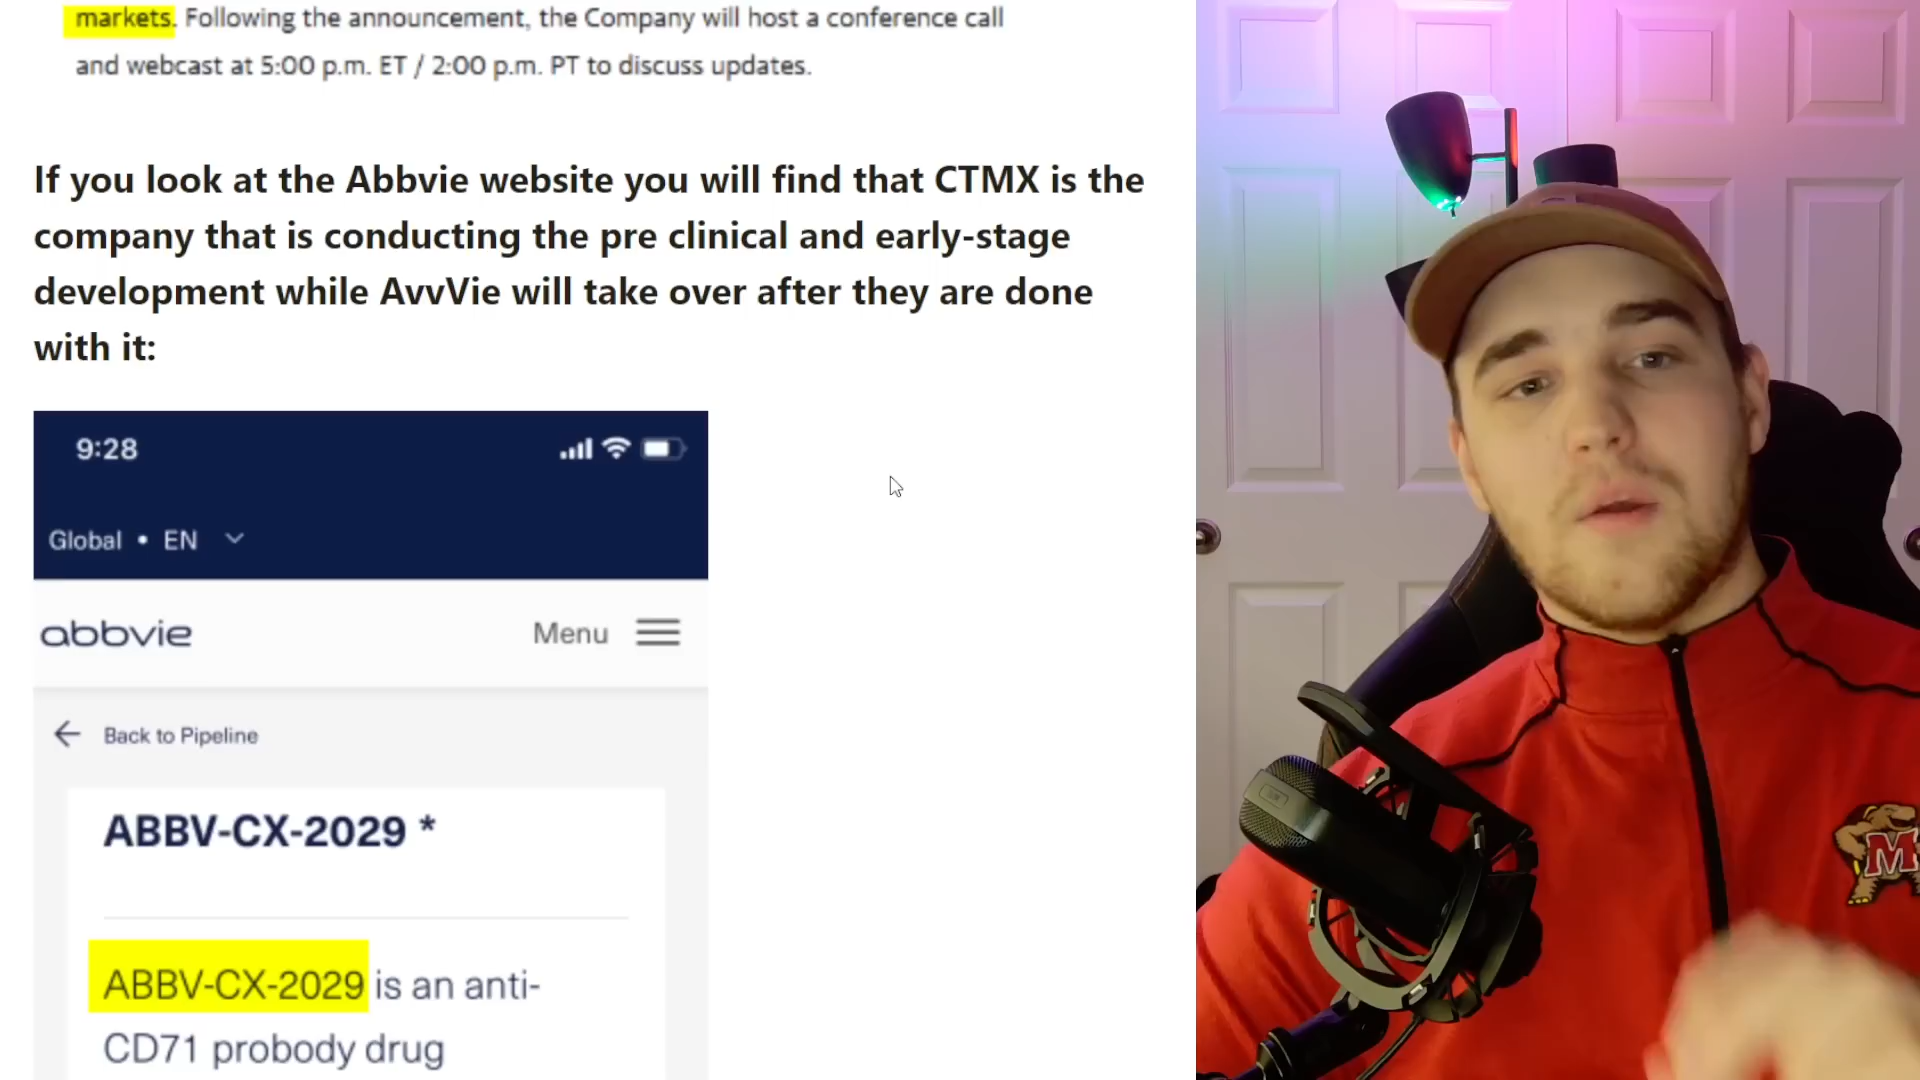 markets. Following the announcement, the Company will host a conference call
and webcast at 5:00 p.m. ET / 2:00 p.m. PT to discuss updates.
If you look at the Abbvie website you will find that CTMX is the
company that is conducting the pre clinical and early-stage
development while AvvVie will take over after they are done
with it:
9:28
Global • EN
abbvie
Menu
Back to Pipeline
ABBV-CX-2029 *
ABBV-CX-2029 is an anti-
CD71 probody drug
M